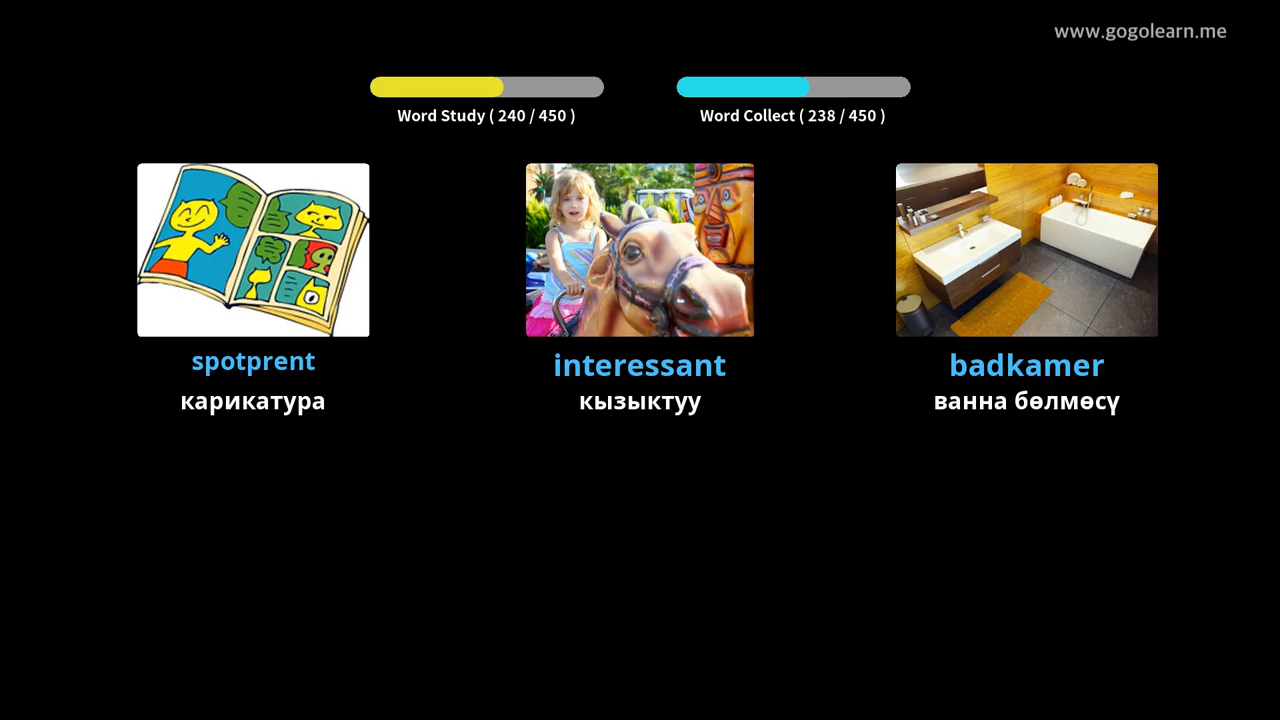 www.gogolearn.me
Word Study ( 240 / 450 )
Word Collect ( 238 / 450 )
spotprent
карикатура
interessant
кызыктуу
badkamer
ванна бөлмөсү